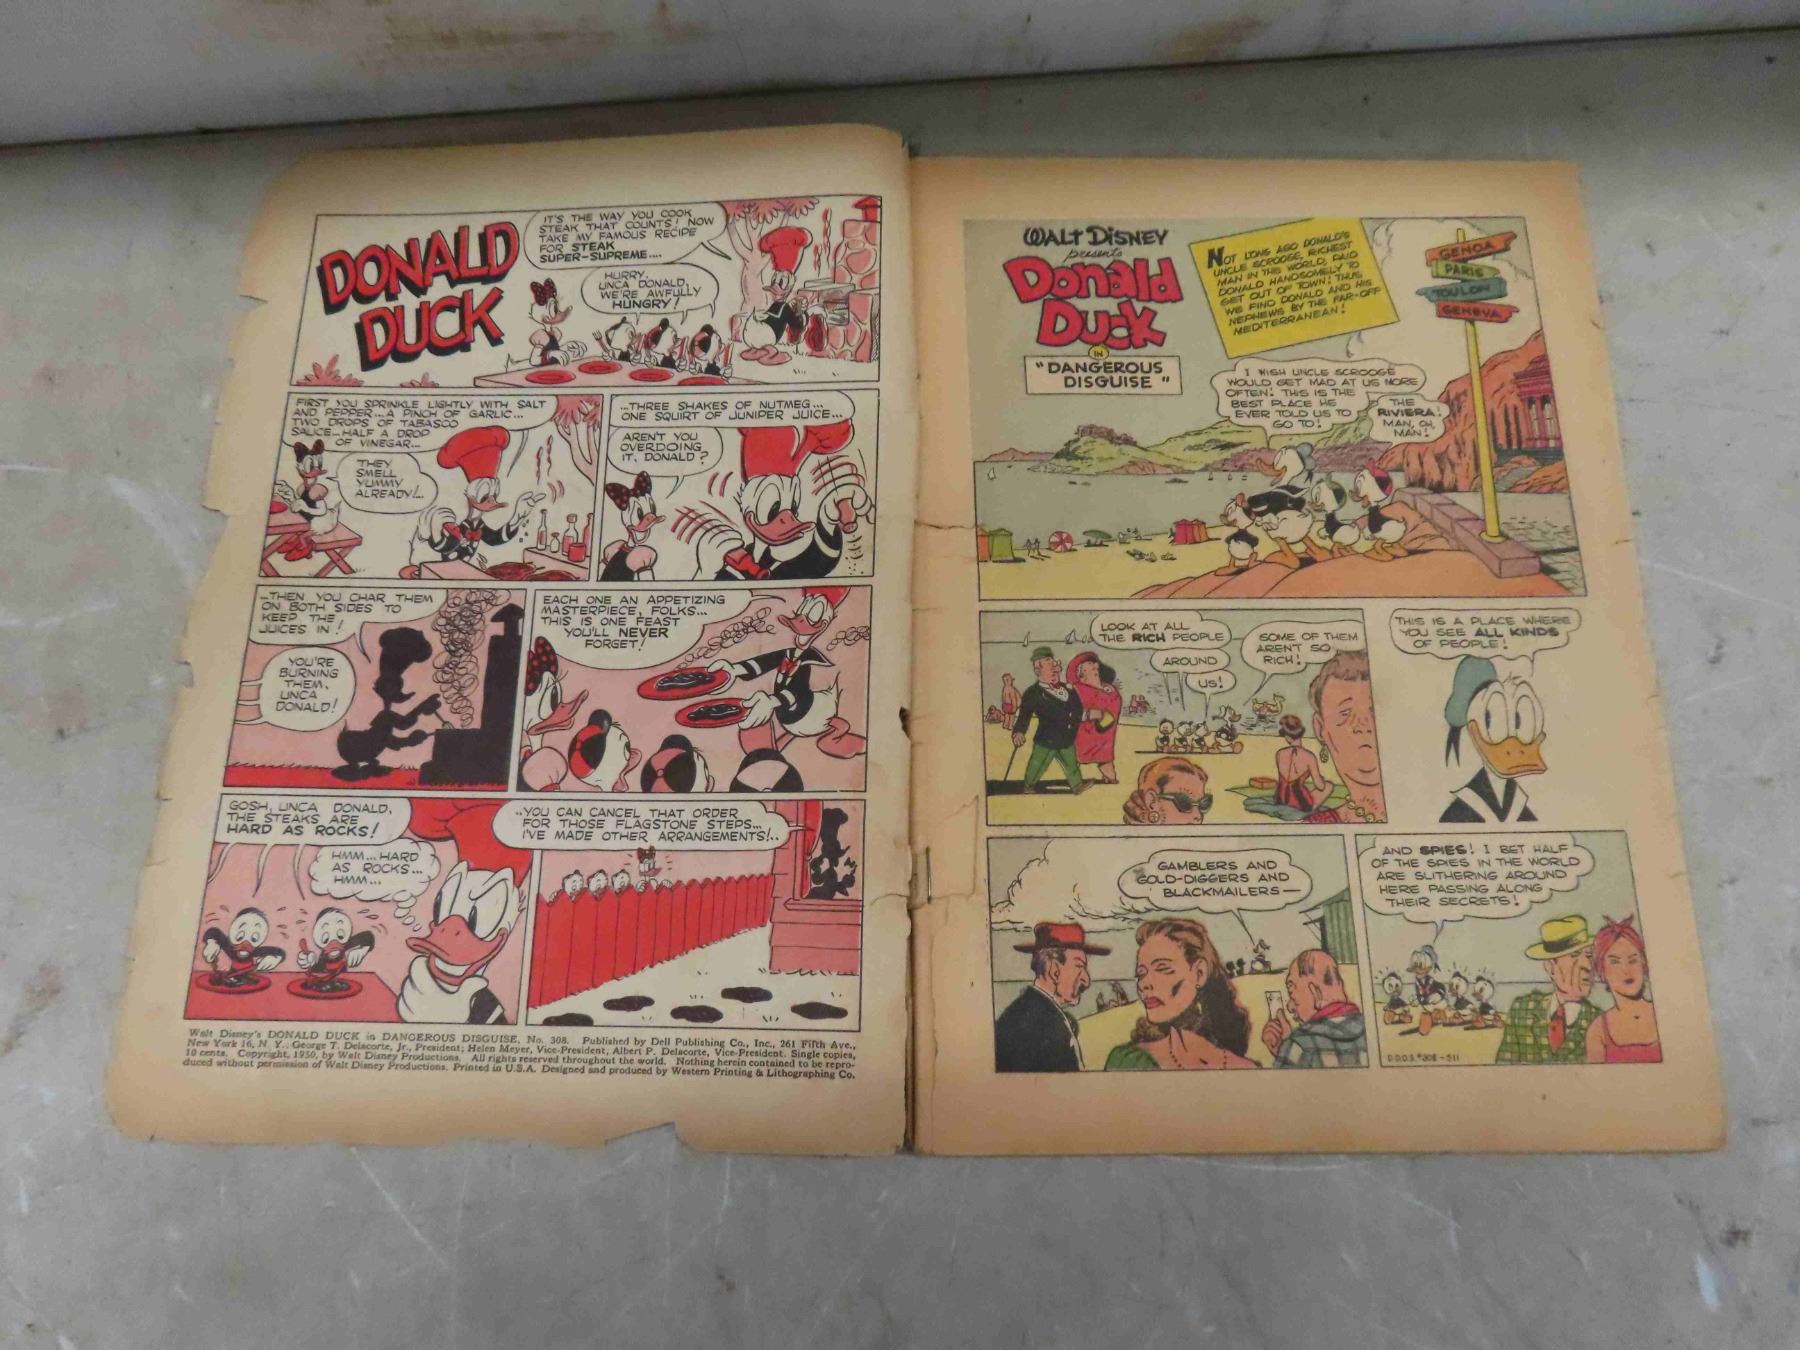 DONALD
DUCK
IT'S THE WAY YOU COOK
STEAK THAT COUNTS! NOW
TAKE MY FAMOUS RECIPE
FOR STEAK
SUPER-SUPREME....
HURRY,
UNCA DONALD,
WE'RE AWFULLY
HUNGRY!
FIRST YOU SPRINKLE LIGHTLY WITH SALT
AND PEPPER...A PINCH OF GARLIC...
TWO DROPS OF TABASCO
SAUCE...HALF A DROP
OF VINEGAR...
THEY
SMELL
YUMMY
ALREADY!...
...THREE SHAKES OF NUTMEG...
ONE SQUIRT OF JUNIPER JUICE...
AREN'T YOU
OVERDOING
IT, DONALD?
...THEN YOU CHAR THEM
ON BOTH SIDES TO
KEEP THE
JUICES IN!
YOU'RE
BURNING
THEM,
UNCA
DONALD!
EACH ONE AN APPETIZING
MASTERPIECE, FOLKS...
THIS IS ONE FEAST
YOU'LL NEVER
FORGET!
GOSH, UNCA DONALD,
THE STEAKS ARE
HARD AS ROCKS!
HMM...HARD
AS ROCKS...
HMM...
..YOU CAN CANCEL THAT ORDER
FOR THOSE FLAGSTONE STEPS...
I'VE MADE OTHER ARRANGEMENTS!..
Walt Disney's DONALD DUCK in DANGEROUS DISGUISE, No. 308. Published by Dell Publishing Co., Inc., 261 Fifth Ave.,
New York 16, N. Y.; George T. Delacorte, Jr., President; Helen Meyer, Vice-President, Albert P. Delacorte, Vice-President. Single copies,
10 cents. Copyright, 1950, by Walt Disney Productions. All rights reserved throughout the world. Nothing herein contained to be repro-
duced without permission of Walt Disney Productions. Printed in U.S.A. Designed and produced by Western Printing & Lithographing Co.
WALT DISNEY
presents
Donald
Duck
IN
"DANGEROUS
DISGUISE"
NOT LONG AGO DONALD'S
UNCLE SCROOGE, RICHEST
MAN IN THE WORLD, PAID
DONALD HANDSOMELY TO
GET OUT OF TOWN! THUS
WE FIND DONALD AND HIS
NEPHEWS BY THE FAR-OFF
MEDITERRANEAN!
GENOA
PARIS
TOULON
GENEVA
I WISH UNCLE SCROOGE
WOULD GET MAD AT US MORE
OFTEN! THIS IS THE
BEST PLACE HE
EVER TOLD US TO
GO TO!
THE
RIVIERA!
MAN, OH,
MAN!
LOOK AT ALL
THE RICH PEOPLE
AROUND
US!
SOME OF THEM
AREN'T SO
RICH!
THIS IS A PLACE WHERE
YOU SEE ALL KINDS
OF PEOPLE!
GAMBLERS AND
GOLD-DIGGERS AND
BLACKMAILERS—
AND SPIES! I BET HALF
OF THE SPIES IN THE WORLD
ARE SLITHERING AROUND
HERE PASSING ALONG
THEIR SECRETS!
D.D.O.S.#308-511